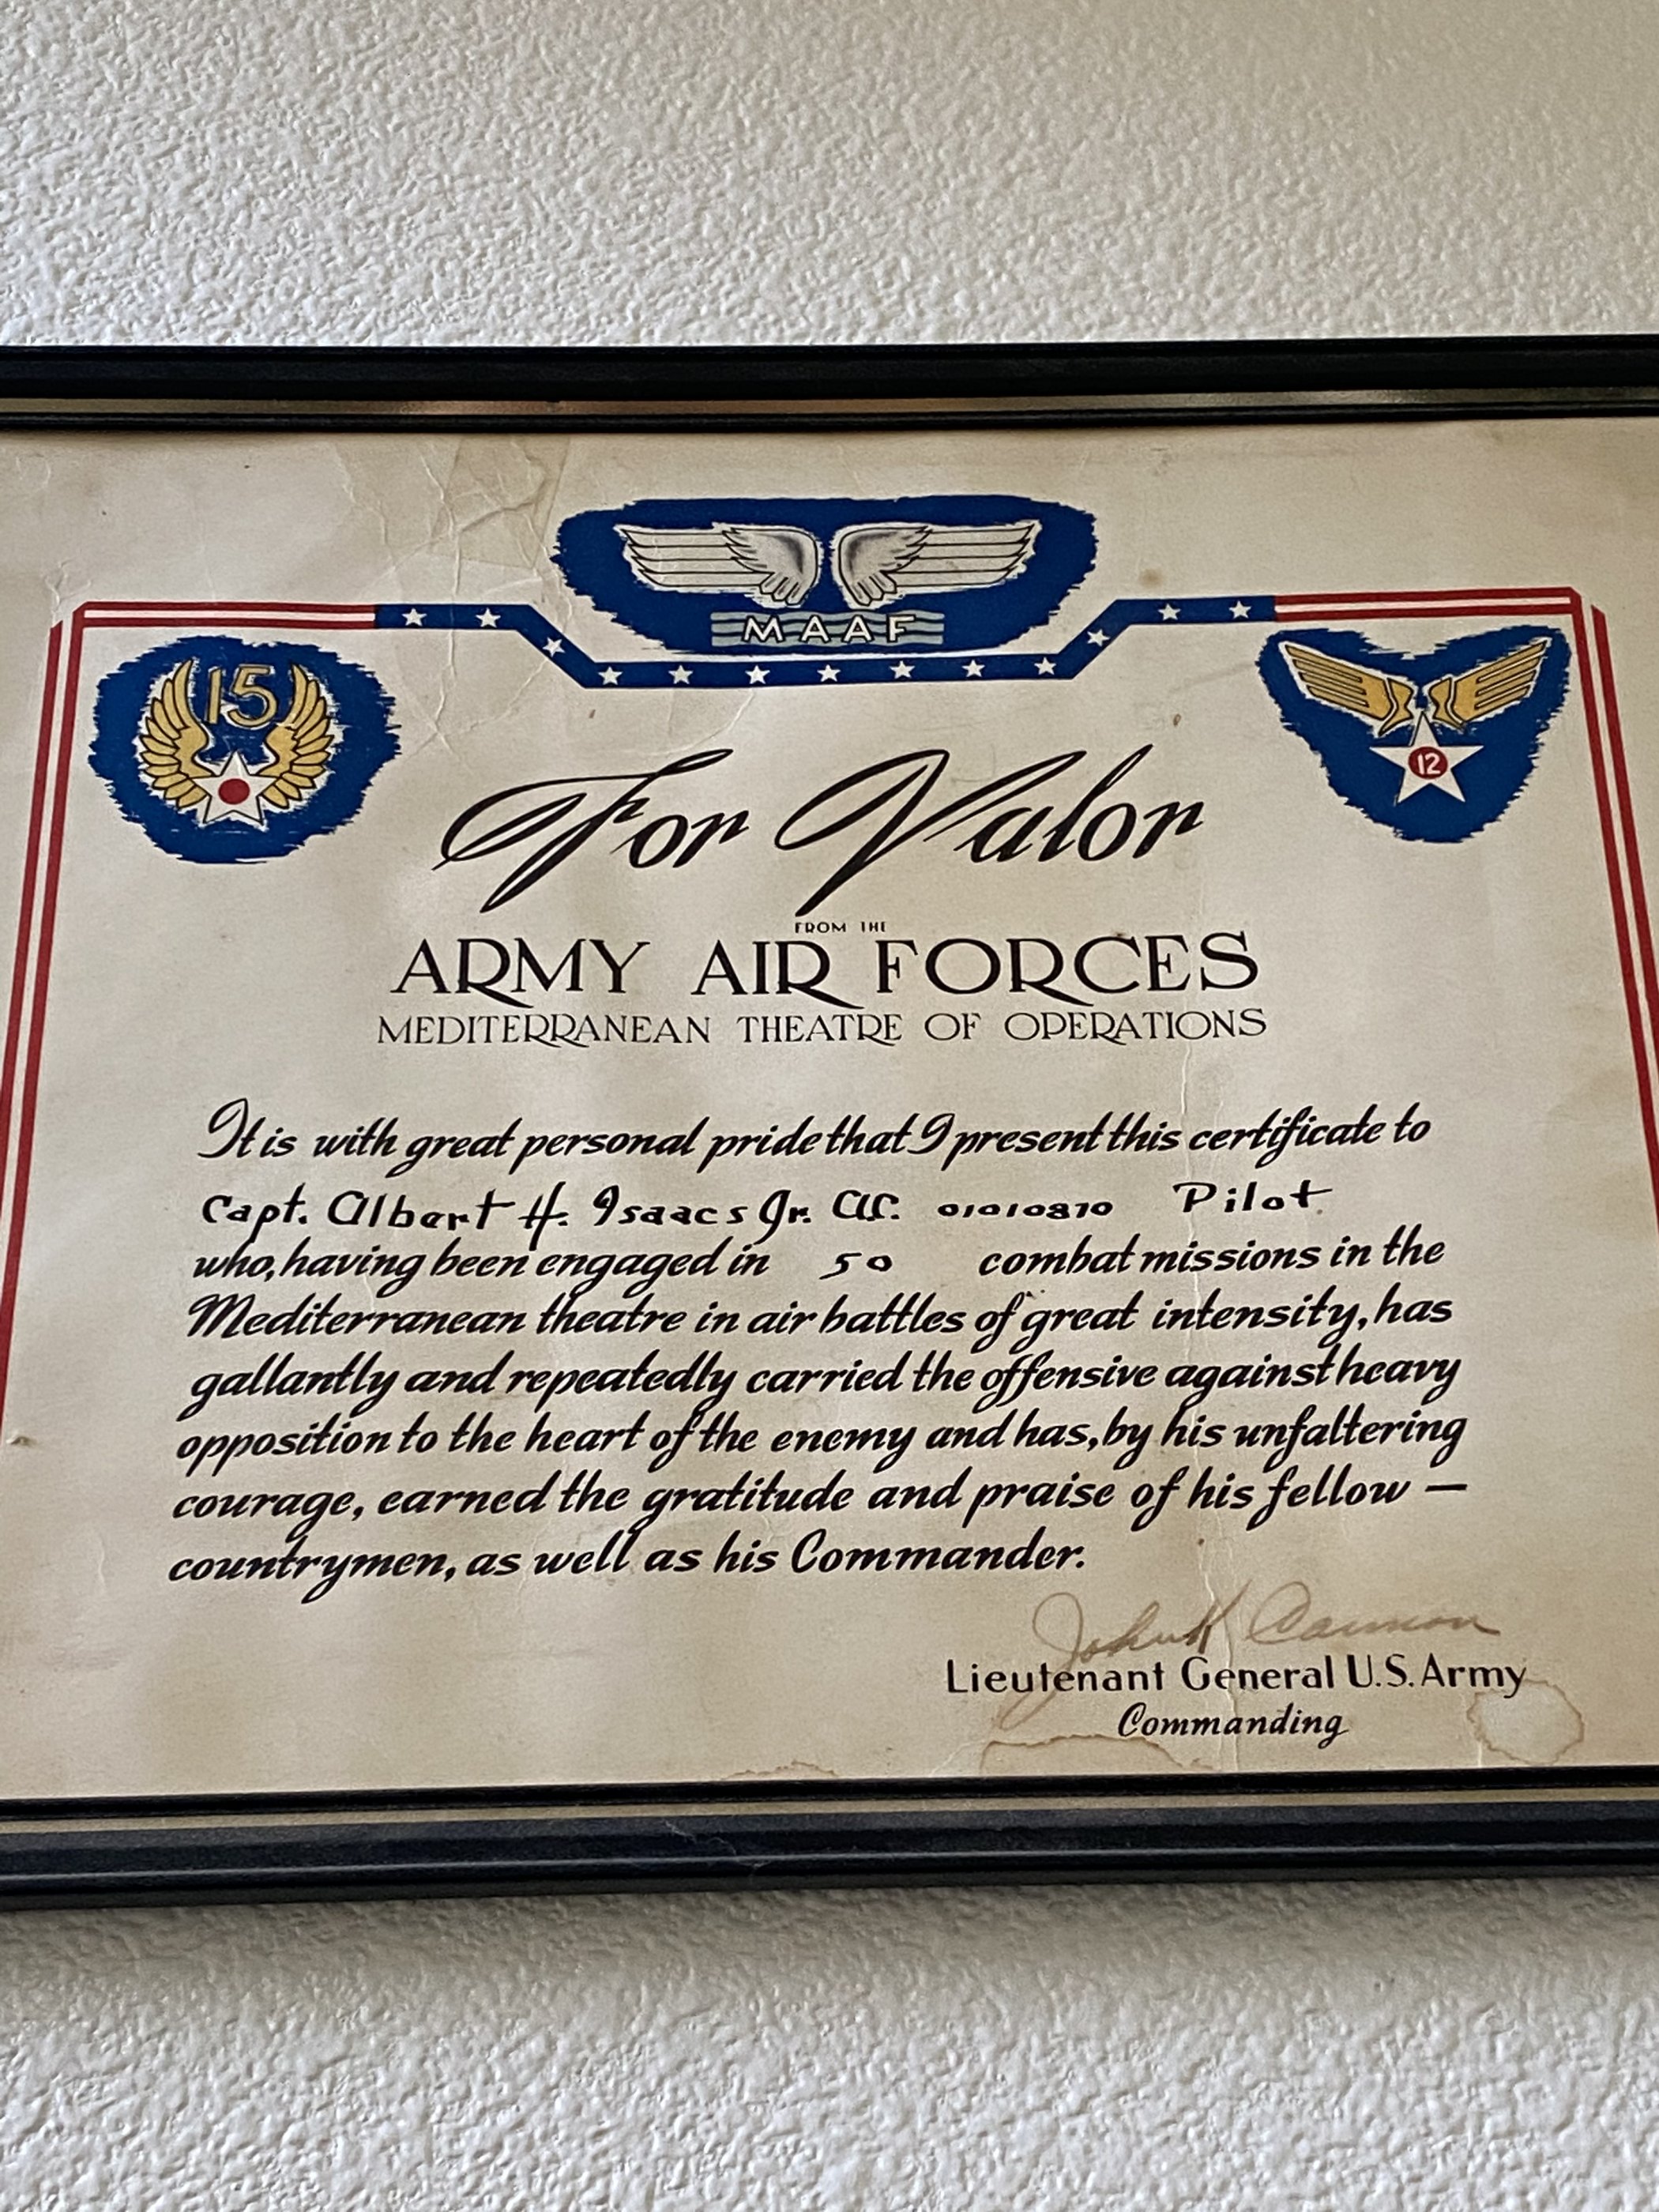 MAAF
15
12
For Valor
FROM THE
ARMY AIR FORCES
MEDITERRANEAN THEATRE OF OPERATIONS
It is with great personal pride that I present this certificate to
Capt. Albert H. Isaacs Jr. A.C. 01010870 Pilot
who, having been engaged in 50 combat missions in the
Mediterranean theatre in air battles of great intensity, has
gallantly and repeatedly carried the offensive against heavy
opposition to the heart of the enemy and has, by his unfaltering
courage, earned the gratitude and praise of his fellow —
countrymen, as well as his Commander.
John K Cannon
Lieutenant General U.S. Army
Commanding